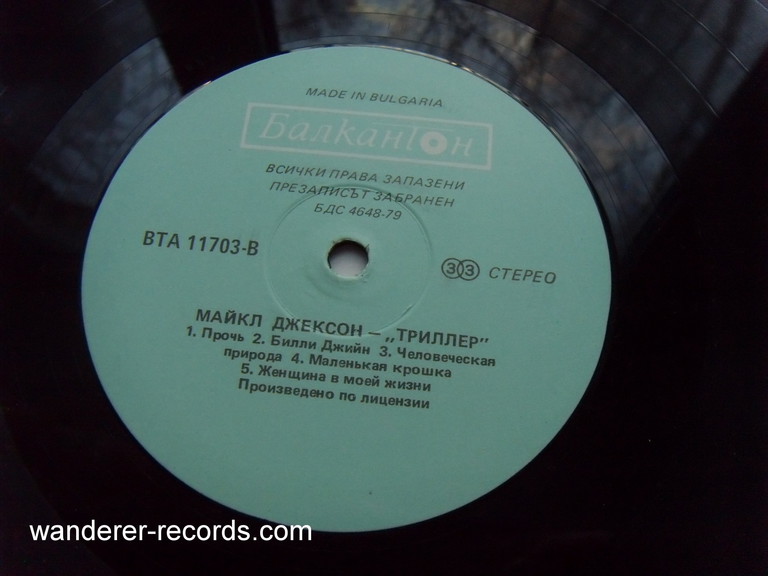 MADE IN BULGARIA
Балкантон
ВСИЧКИ ПРАВА ЗАПАЗЕНИ
ПРЕЗАПИСЪТ ЗАБРАНЕН
БДС 4648-79
ВТА 11703-В
33 СТЕРЕО
МАЙКЛ ДЖЕКСОН — „ТРИЛЛЕР”
1. Прочь 2. Билли Джийн 3. Человеческая
природа 4. Маленькая крошка
5. Женщина в моей жизни
Произведено по лицензии
wanderer-records.com